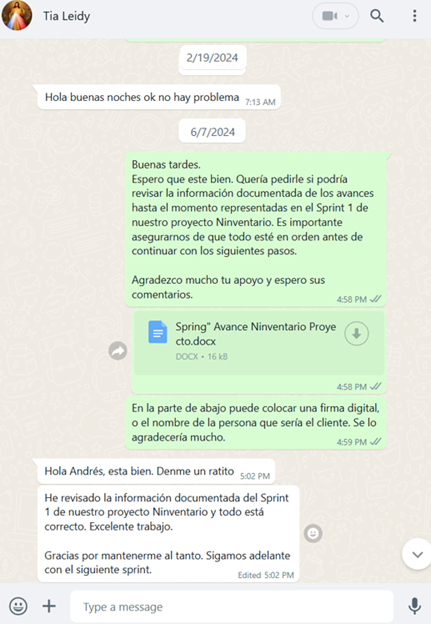 Tia Leidy
2/19/2024
Hola buenas noches ok no hay problema 7:13 AM
6/7/2024
Buenas tardes.
Espero que este bien. Quería pedirle si podría
revisar la información documentada de los avances
hasta el momento representadas en el Sprint 1 de
nuestro proyecto Ninventario. Es importante
asegurarnos de que todo esté en orden antes de
continuar con los siguientes pasos.
Agradezco mucho tu apoyo y espero sus
comentarios.
4:58 PM
Spring" Avance Ninventario Proye
cto.docx
DOCX • 16 kB
4:58 PM
En la parte de abajo puede colocar una firma digital,
o el nombre de la persona que sería el cliente. Se lo
agradecería mucho.
4:59 PM
Hola Andrés, esta bien. Denme un ratito 5:02 PM
He revisado la información documentada del Sprint
1 de nuestro proyecto Ninventario y todo está
correcto. Excelente trabajo.
Gracias por mantenerme al tanto. Sigamos adelante
con el siguiente sprint.
Edited 5:02 PM
Type a message